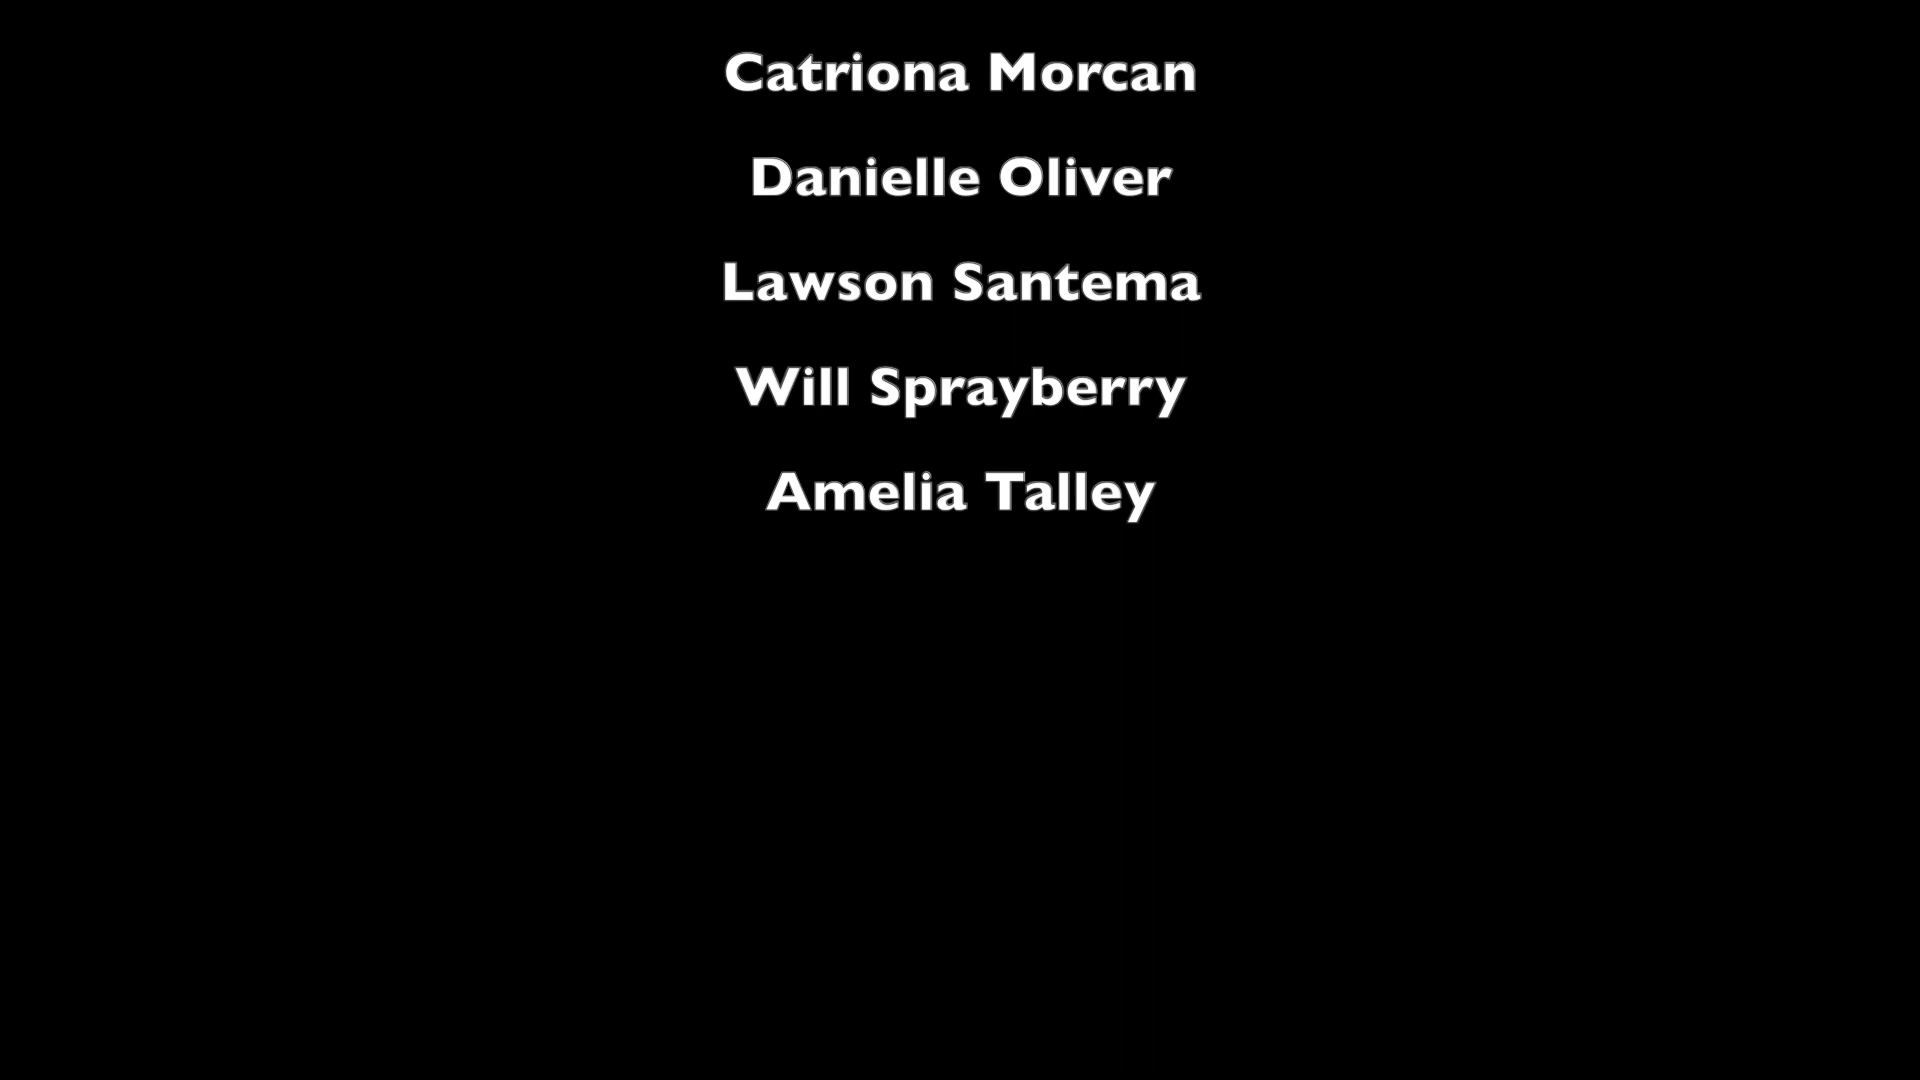 Catriona Morcan
Danielle Oliver
Lawson Santema
Will Sprayberry
Amelia Talley